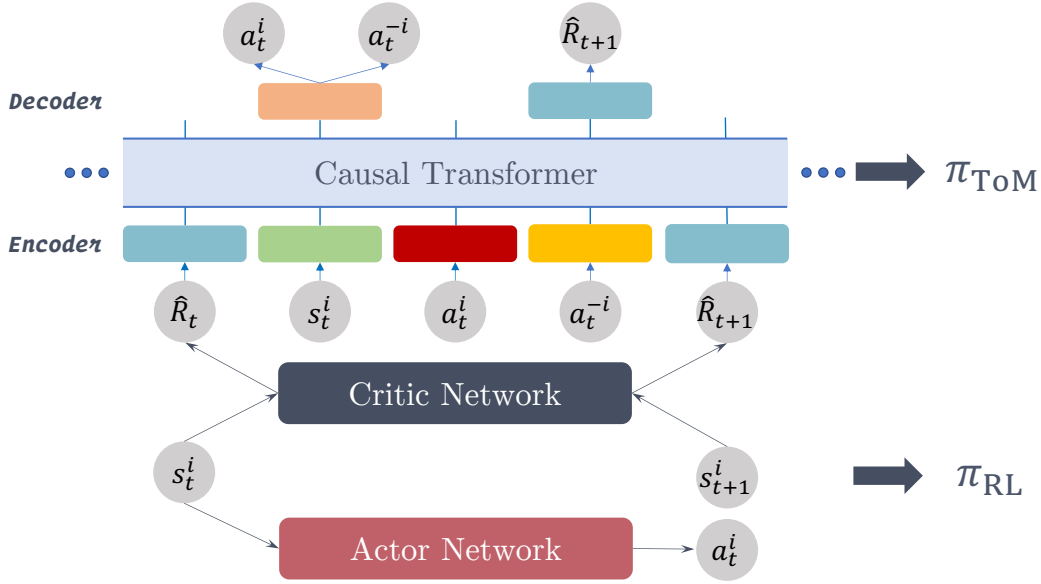 a_t^i a_t^{-i} R̂_{t+1}
Decoder
Causal Transformer
π_ToM
Encoder
R̂_t s_t^i a_t^i a_t^{-i} R̂_{t+1}
Critic Network
s_t^i s_{t+1}^i
π_RL
Actor Network
a_t^i